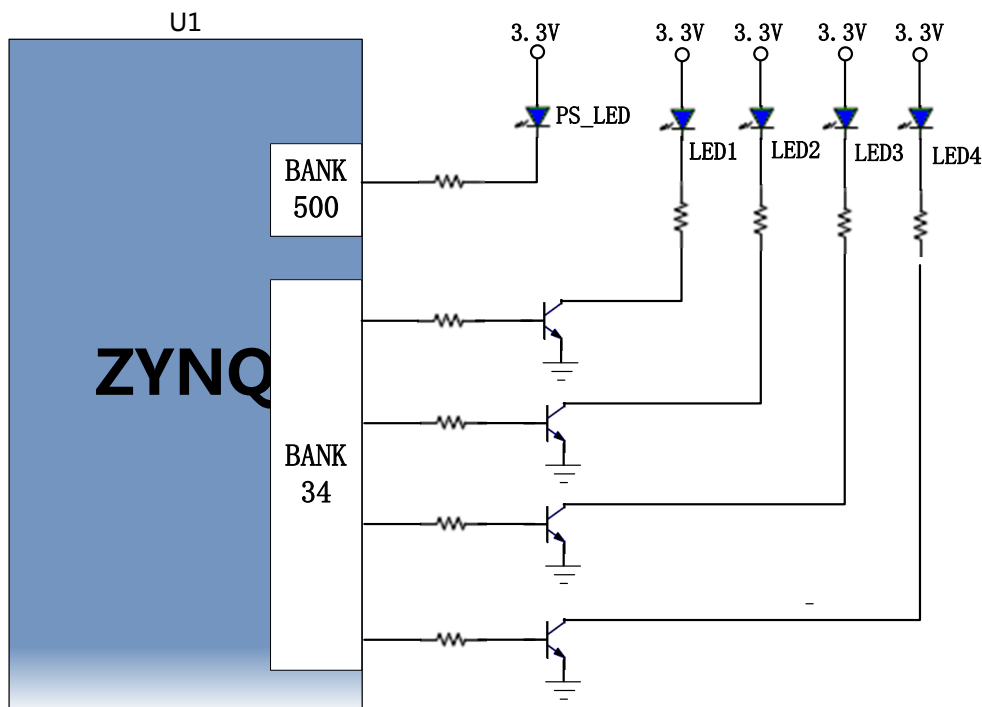 U1
3.3V
3.3V
3.3V
3.3V
3.3V
PS_LED
LED1
LED2
LED3
LED4
BANK
500
ZYNQ
BANK
34